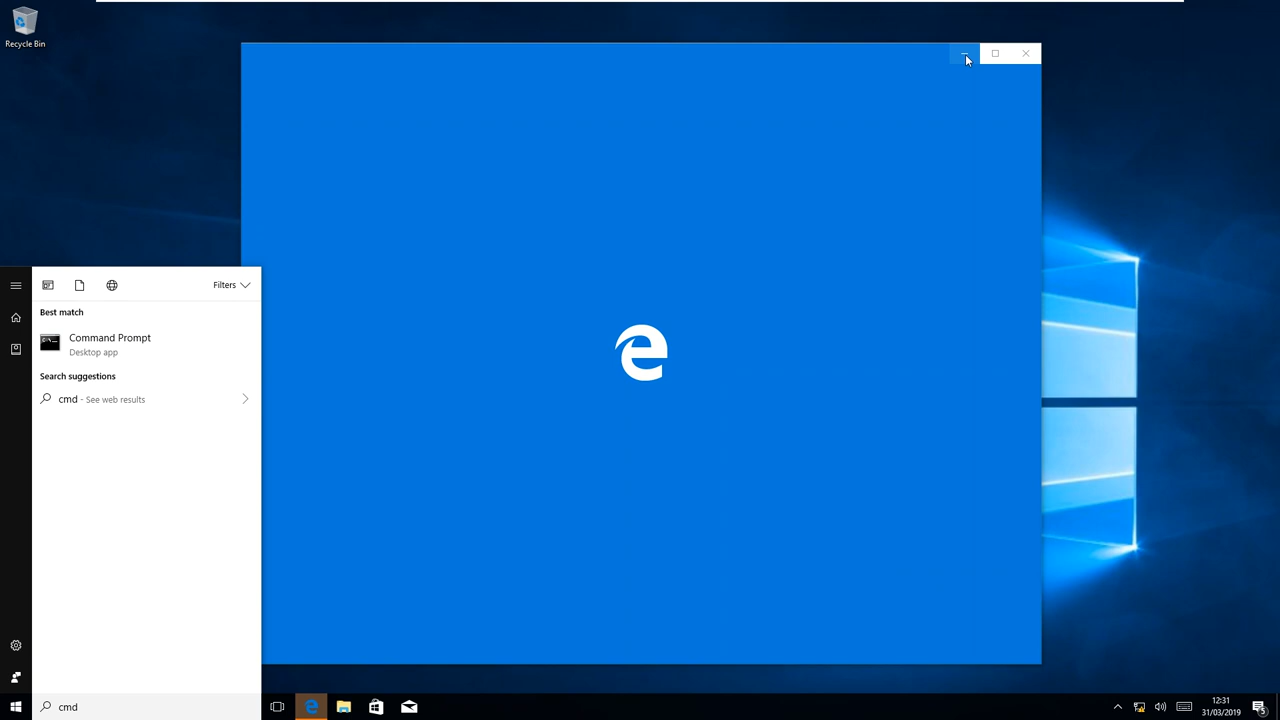 Recycle Bin
Filters
Best match
Command Prompt
Desktop app
Search suggestions
cmd - See web results
cmd
12:31
31/03/2019
5